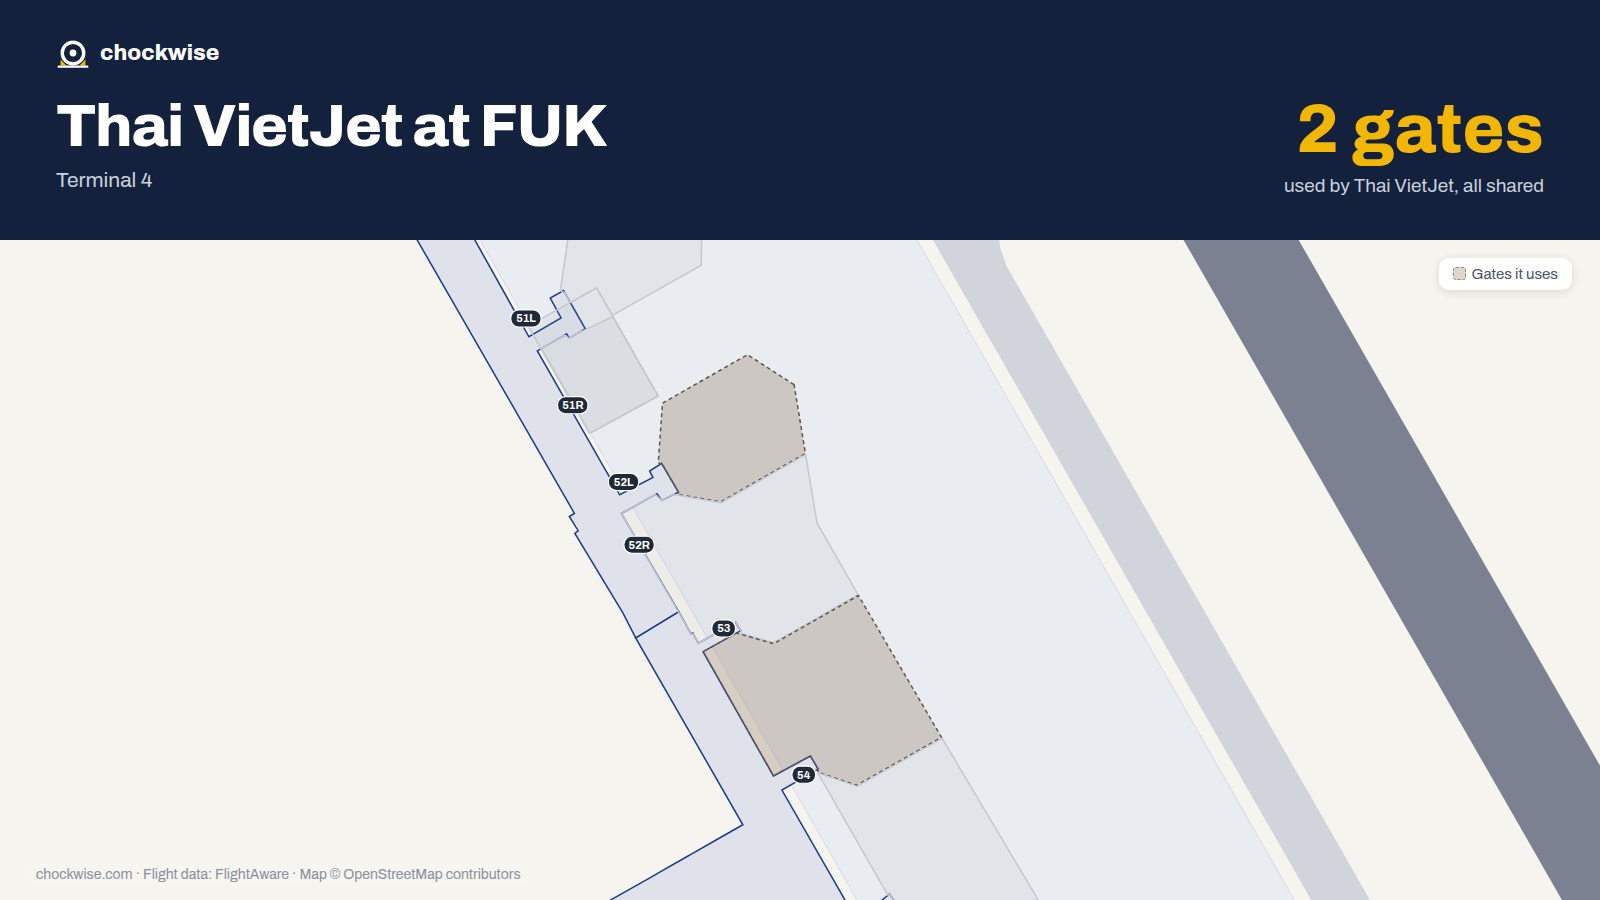 chockwise
Thai VietJet at FUK
Terminal 4
2 gates
used by Thai VietJet, all shared
Gates it uses
51L
51R
52L
52R
53
54
chockwise.com · Flight data: FlightAware · Map © OpenStreetMap contributors